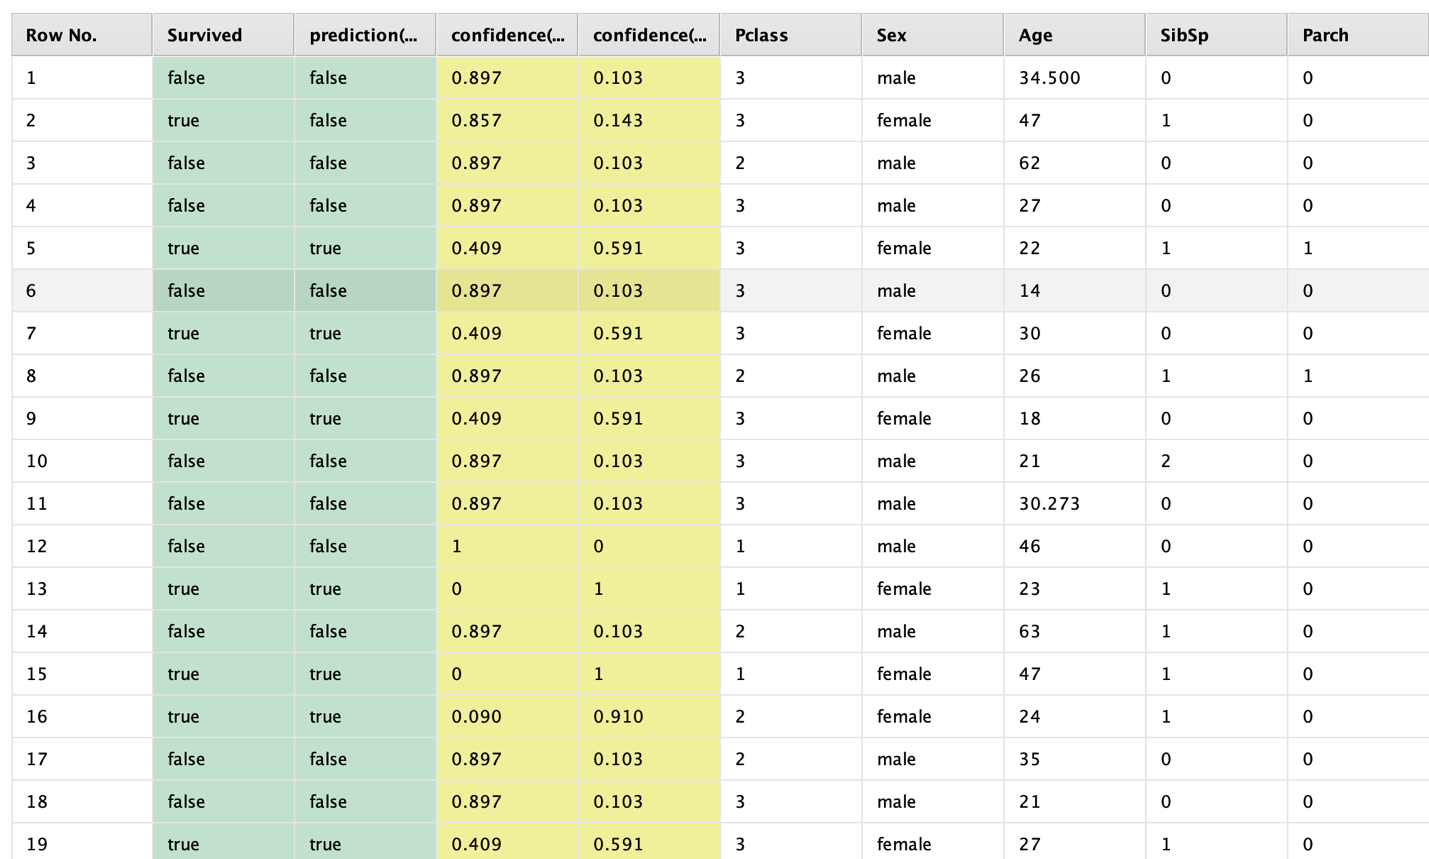 Row No. Survived prediction(... confidence(... confidence(... Pclass Sex Age SibSp Parch
1 false false 0.897 0.103 3 male 34.500 0 0
2 true false 0.857 0.143 3 female 47 1 0
3 false false 0.897 0.103 2 male 62 0 0
4 false false 0.897 0.103 3 male 27 0 0
5 true true 0.409 0.591 3 female 22 1 1
6 false false 0.897 0.103 3 male 14 0 0
7 true true 0.409 0.591 3 female 30 0 0
8 false false 0.897 0.103 2 male 26 1 1
9 true true 0.409 0.591 3 female 18 0 0
10 false false 0.897 0.103 3 male 21 2 0
11 false false 0.897 0.103 3 male 30.273 0 0
12 false false 1 0 1 male 46 0 0
13 true true 0 1 1 female 23 1 0
14 false false 0.897 0.103 2 male 63 1 0
15 true true 0 1 1 female 47 1 0
16 true true 0.090 0.910 2 female 24 1 0
17 false false 0.897 0.103 2 male 35 0 0
18 false false 0.897 0.103 3 male 21 0 0
19 true true 0.409 0.591 3 female 27 1 0